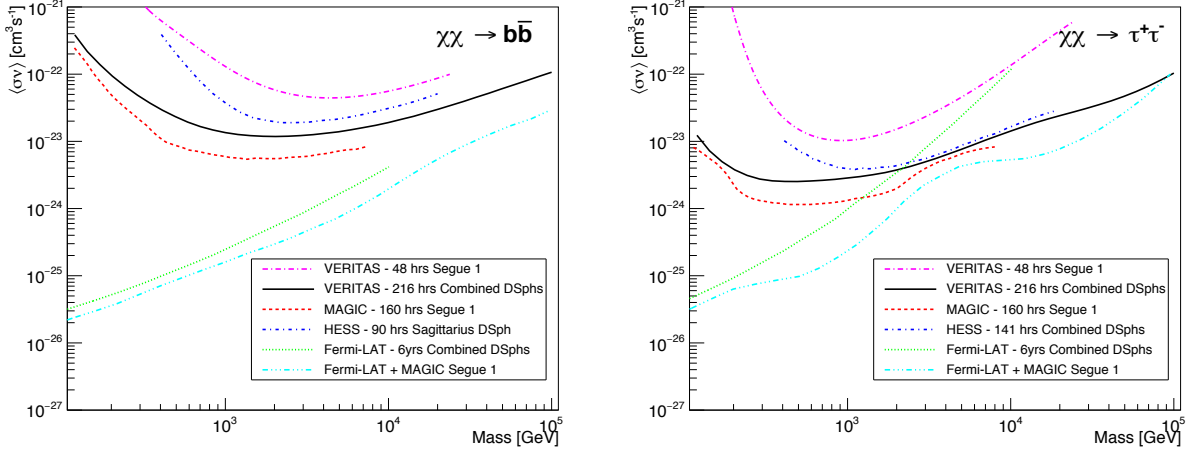 ⟨σν⟩ [cm³s⁻¹]
10⁻²¹
10⁻²²
10⁻²³
10⁻²⁴
10⁻²⁵
10⁻²⁶
10⁻²⁷
χχ → bb̅
VERITAS - 48 hrs Segue 1
VERITAS - 216 hrs Combined DSphs
MAGIC - 160 hrs Segue 1
HESS - 90 hrs Sagittarius DSph
Fermi-LAT - 6yrs Combined DSphs
Fermi-LAT + MAGIC Segue 1
10³
10⁴
10⁵
Mass [GeV]
⟨σν⟩ [cm³s⁻¹]
10⁻²¹
10⁻²²
10⁻²³
10⁻²⁴
10⁻²⁵
10⁻²⁶
10⁻²⁷
χχ → τ⁺τ⁻
VERITAS - 48 hrs Segue 1
VERITAS - 216 hrs Combined DSphs
MAGIC - 160 hrs Segue 1
HESS - 141 hrs Combined DSphs
Fermi-LAT - 6yrs Combined DSphs
Fermi-LAT + MAGIC Segue 1
10³
10⁴
10⁵
Mass [GeV]